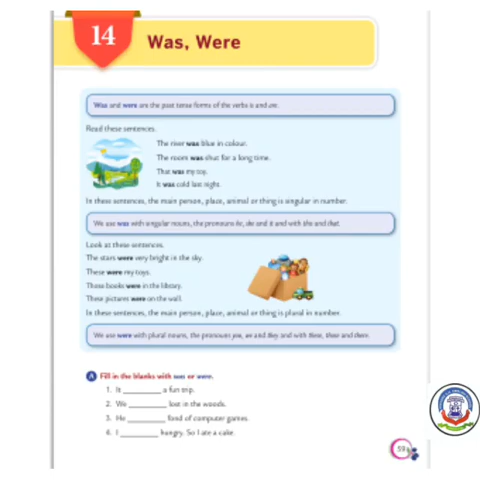 14
Was, Were
Was and were are the past tense forms of the verbs is and are.
Read these sentences.
The river was blue in colour.
The room was shut for a long time.
That was my toy.
It was cold last night.
In these sentences, the main person, place, animal or thing is singular in number.
We use was with singular nouns, the pronouns he, she and it and with this and that.
Look at these sentences.
The stars were very bright in the sky.
These were my toys.
Those books were in the library.
These pictures were on the wall.
In these sentences, the main person, place, animal or thing is plural in number.
We use were with plural nouns, the pronouns you, we and they and with these, those and there.
A Fill in the blanks with was or were.
1. It ________ a fun trip.
2. We ________ lost in the woods.
3. He ________ fond of computer games.
4. I ________ hungry. So I ate a cake.
59